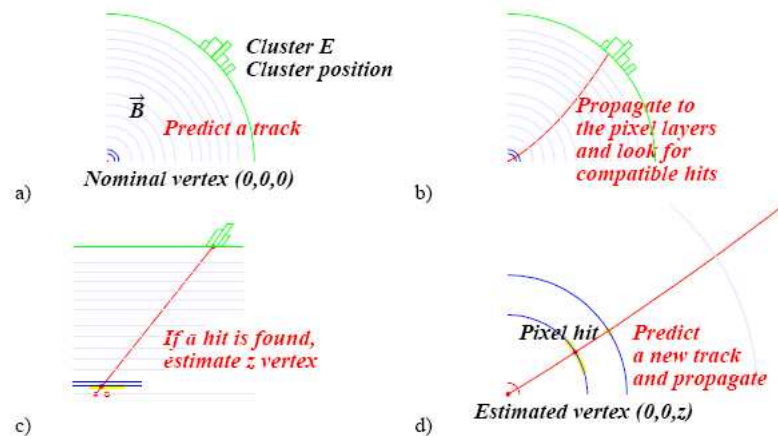 Cluster E
Cluster position
B
Predict a track
Nominal vertex (0,0,0)
a)
Propagate to
the pixel layers
and look for
compatible hits
b)
If a hit is found,
estimate z vertex
c)
Pixel hit
Predict
a new track
and propagate
Estimated vertex (0,0,z)
d)